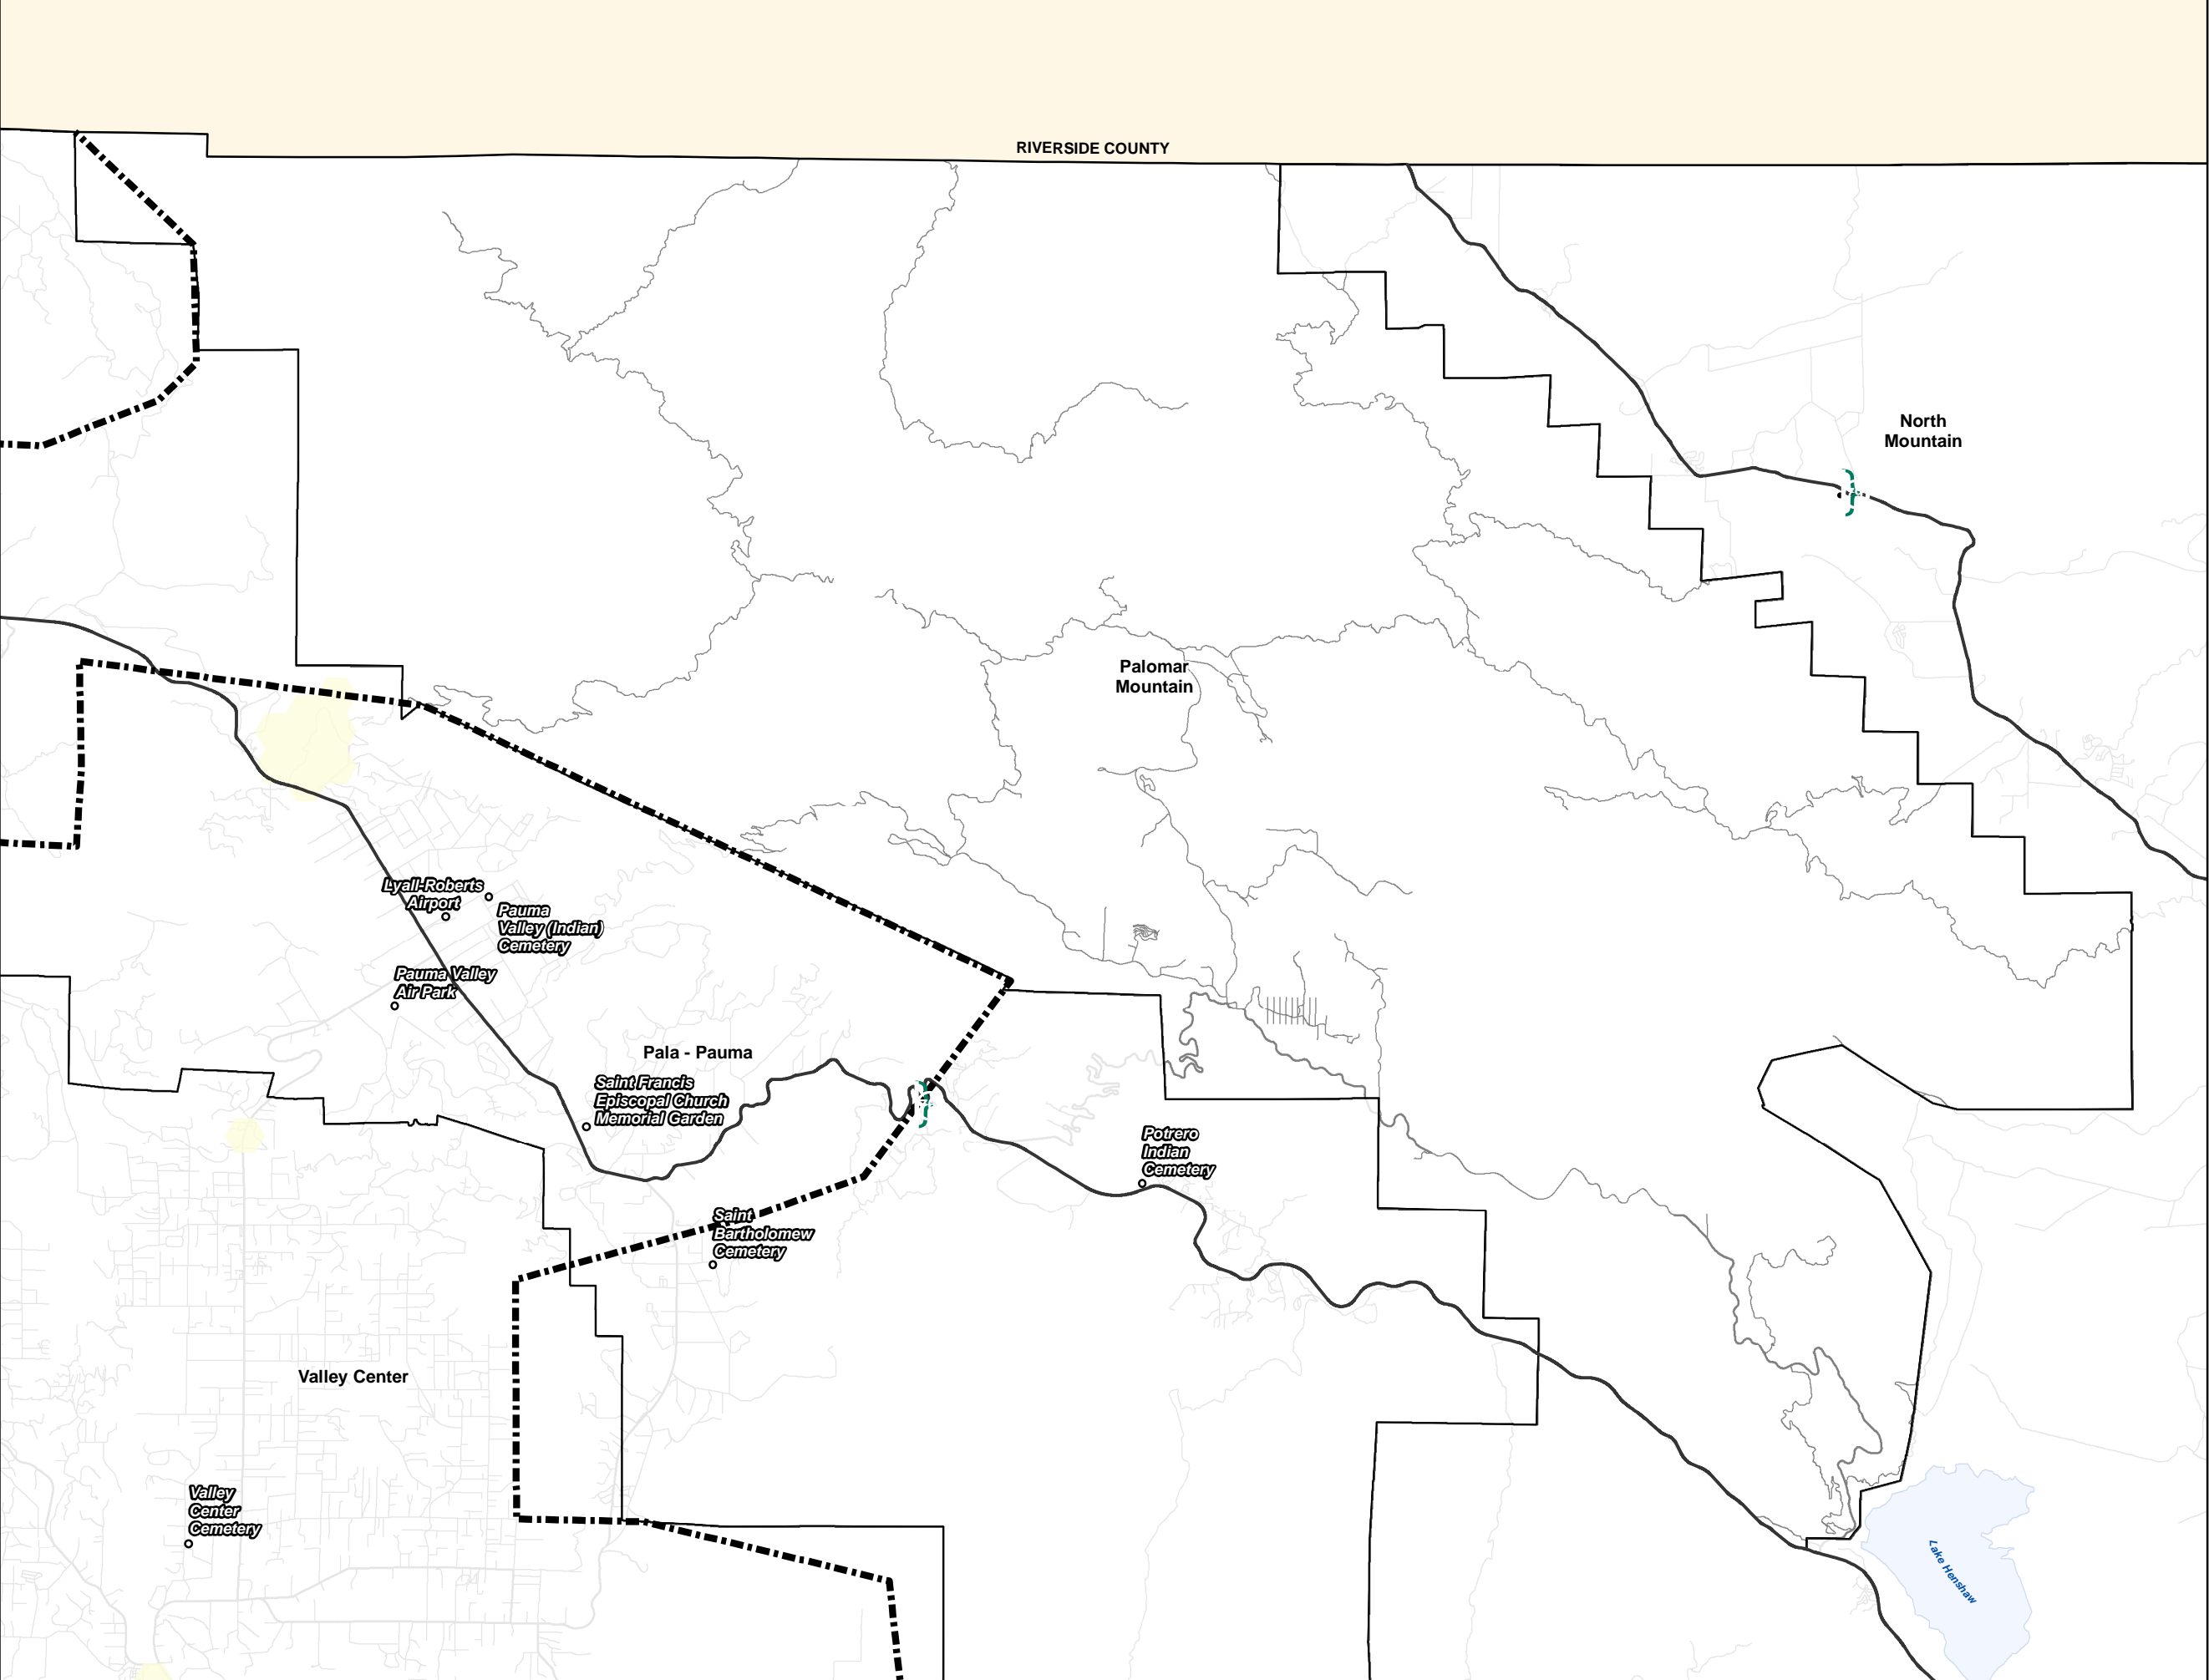 RIVERSIDE COUNTY
North
Mountain
Palomar
Mountain
Lyall-Roberts
Airport
Pauma
Valley (Indian)
Cemetery
Pauma Valley
Air Park
Pala - Pauma
Saint Francis
Episcopal Church
Memorial Garden
Potrero
Indian
Cemetery
Saint
Bartholomew
Cemetery
Valley Center
Valley
Center
Cemetery
Lake Henshaw